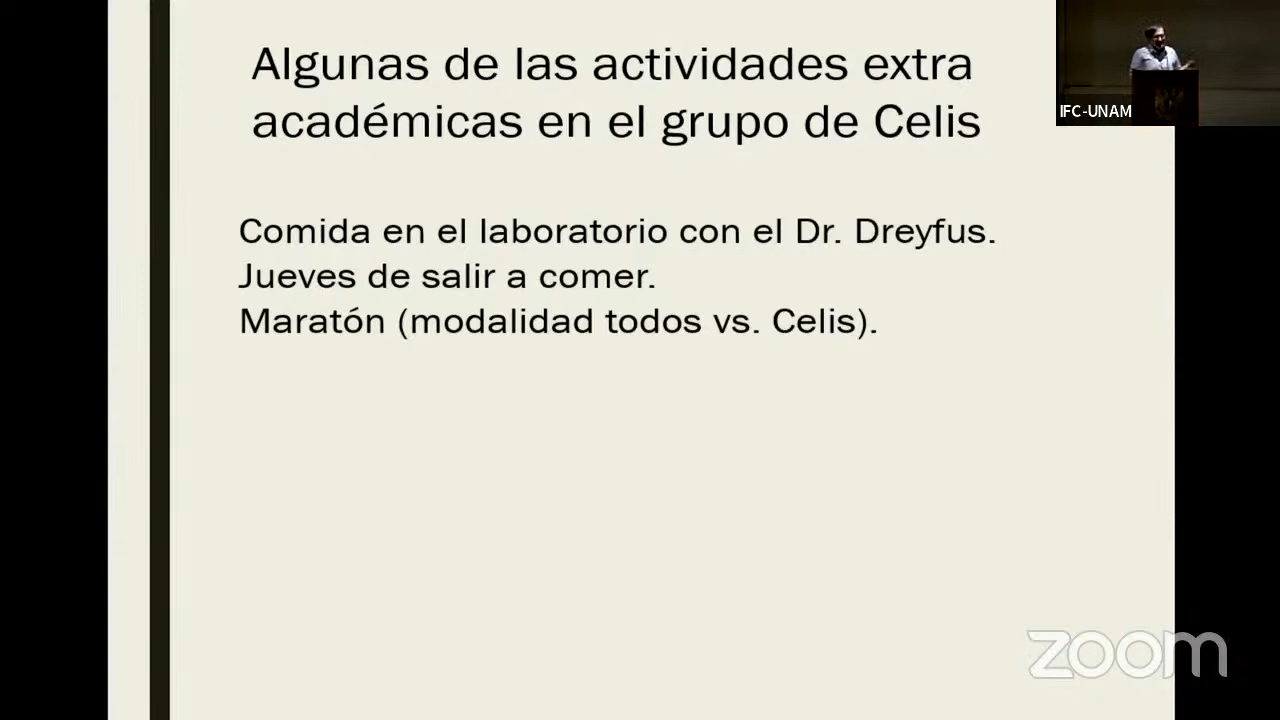 Algunas de las actividades extra
académicas en el grupo de Celis
IFC-UNAM
Comida en el laboratorio con el Dr. Dreyfus.
Jueves de salir a comer.
Maratón (modalidad todos vs. Celis).
zoom